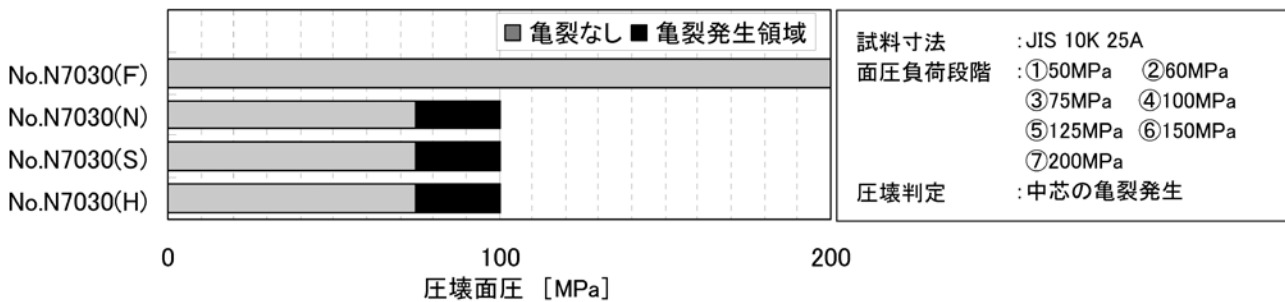 ■ 亀裂なし ■ 亀裂発生領域
No.N7030(F)
No.N7030(N)
No.N7030(S)
No.N7030(H)
0 100 200
圧壊面圧 [MPa]
試料寸法 :JIS 10K 25A
面圧負荷段階 :①50MPa ②60MPa
③75MPa ④100MPa
⑤125MPa ⑥150MPa
⑦200MPa
圧壊判定 :中芯の亀裂発生